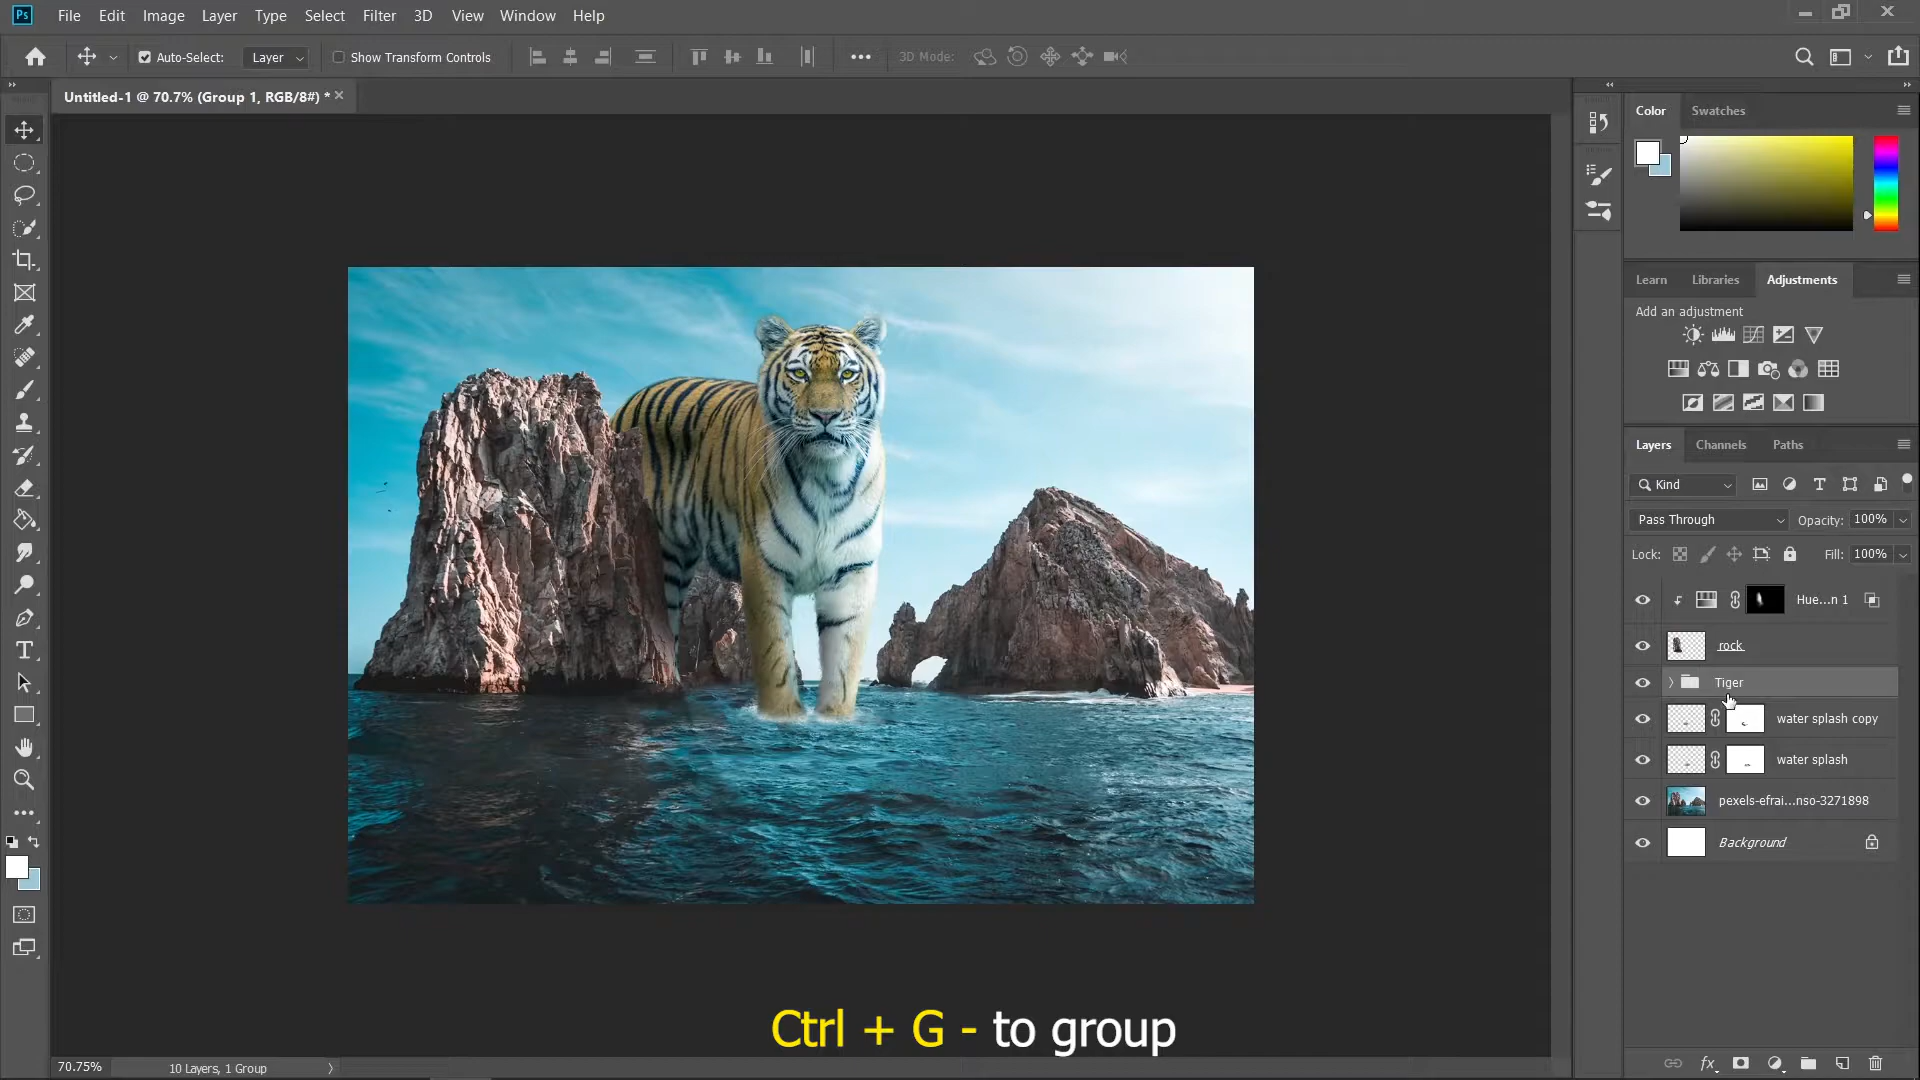 Ps File Edit Image Layer Type Select Filter 3D View Window Help
Auto-Select: Layer Show Transform Controls 3D Mode:
Untitled-1 @ 70.7% (Group 1, RGB/8#) *
Color Swatches
Learn Libraries Adjustments
Add an adjustment
Layers Channels Paths
Kind
Pass Through Opacity: 100%
Lock: Fill: 100%
Hue...n 1
rock
Tiger
water splash copy
water splash
pexels-efrai...nso-3271898
Background
Ctrl + G - to group
70.75% 10 Layers, 1 Group